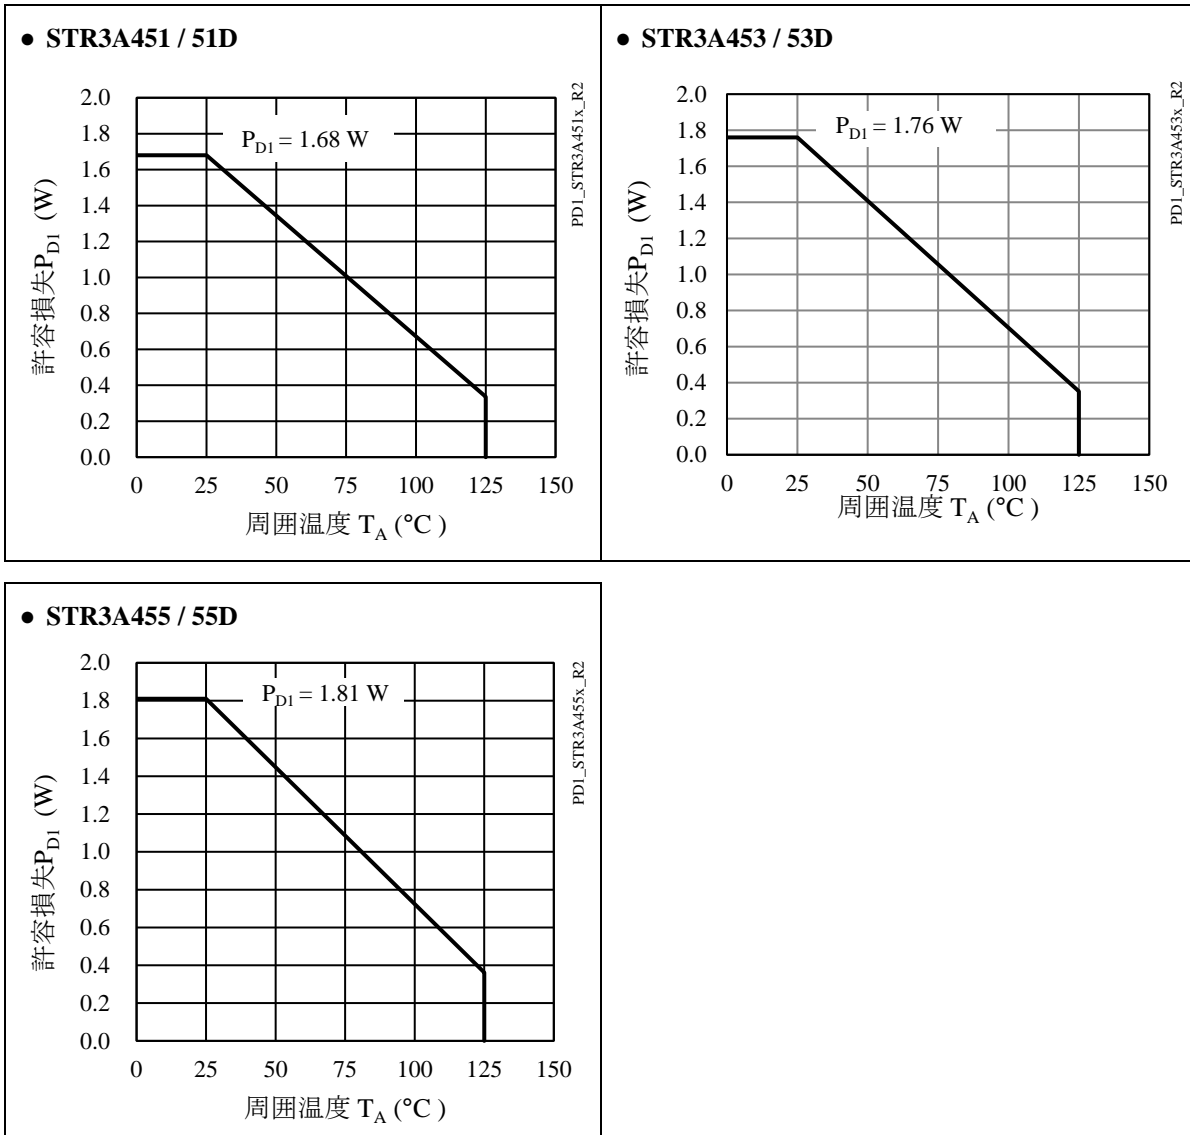 ● STR3A451 / 51D
2.0
1.8
1.6
1.4
1.2
1.0
0.8
0.6
0.4
0.2
0.0
許容損失P_D1 (W)
P_D1 = 1.68 W
PD1_STR3A451x_R2
0 25 50 75 100 125 150
周囲温度 T_A (°C )
● STR3A453 / 53D
2.0
1.8
1.6
1.4
1.2
1.0
0.8
0.6
0.4
0.2
0.0
許容損失P_D1 (W)
P_D1 = 1.76 W
PD1_STR3A453x_R2
0 25 50 75 100 125 150
周囲温度 T_A (°C )
● STR3A455 / 55D
2.0
1.8
1.6
1.4
1.2
1.0
0.8
0.6
0.4
0.2
0.0
許容損失P_D1 (W)
P_D1 = 1.81 W
PD1_STR3A455x_R2
0 25 50 75 100 125 150
周囲温度 T_A (°C )